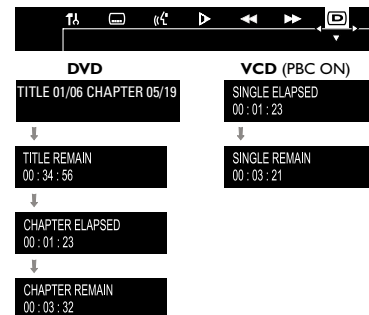 DVD
TITLE 01/06 CHAPTER 05/19
TITLE REMAIN
00 : 34 : 56
CHAPTER ELAPSED
00 : 01 : 23
CHAPTER REMAIN
00 : 03 : 32
VCD (PBC ON)
SINGLE ELAPSED
00 : 01 : 23
SINGLE REMAIN
00 : 03 : 21